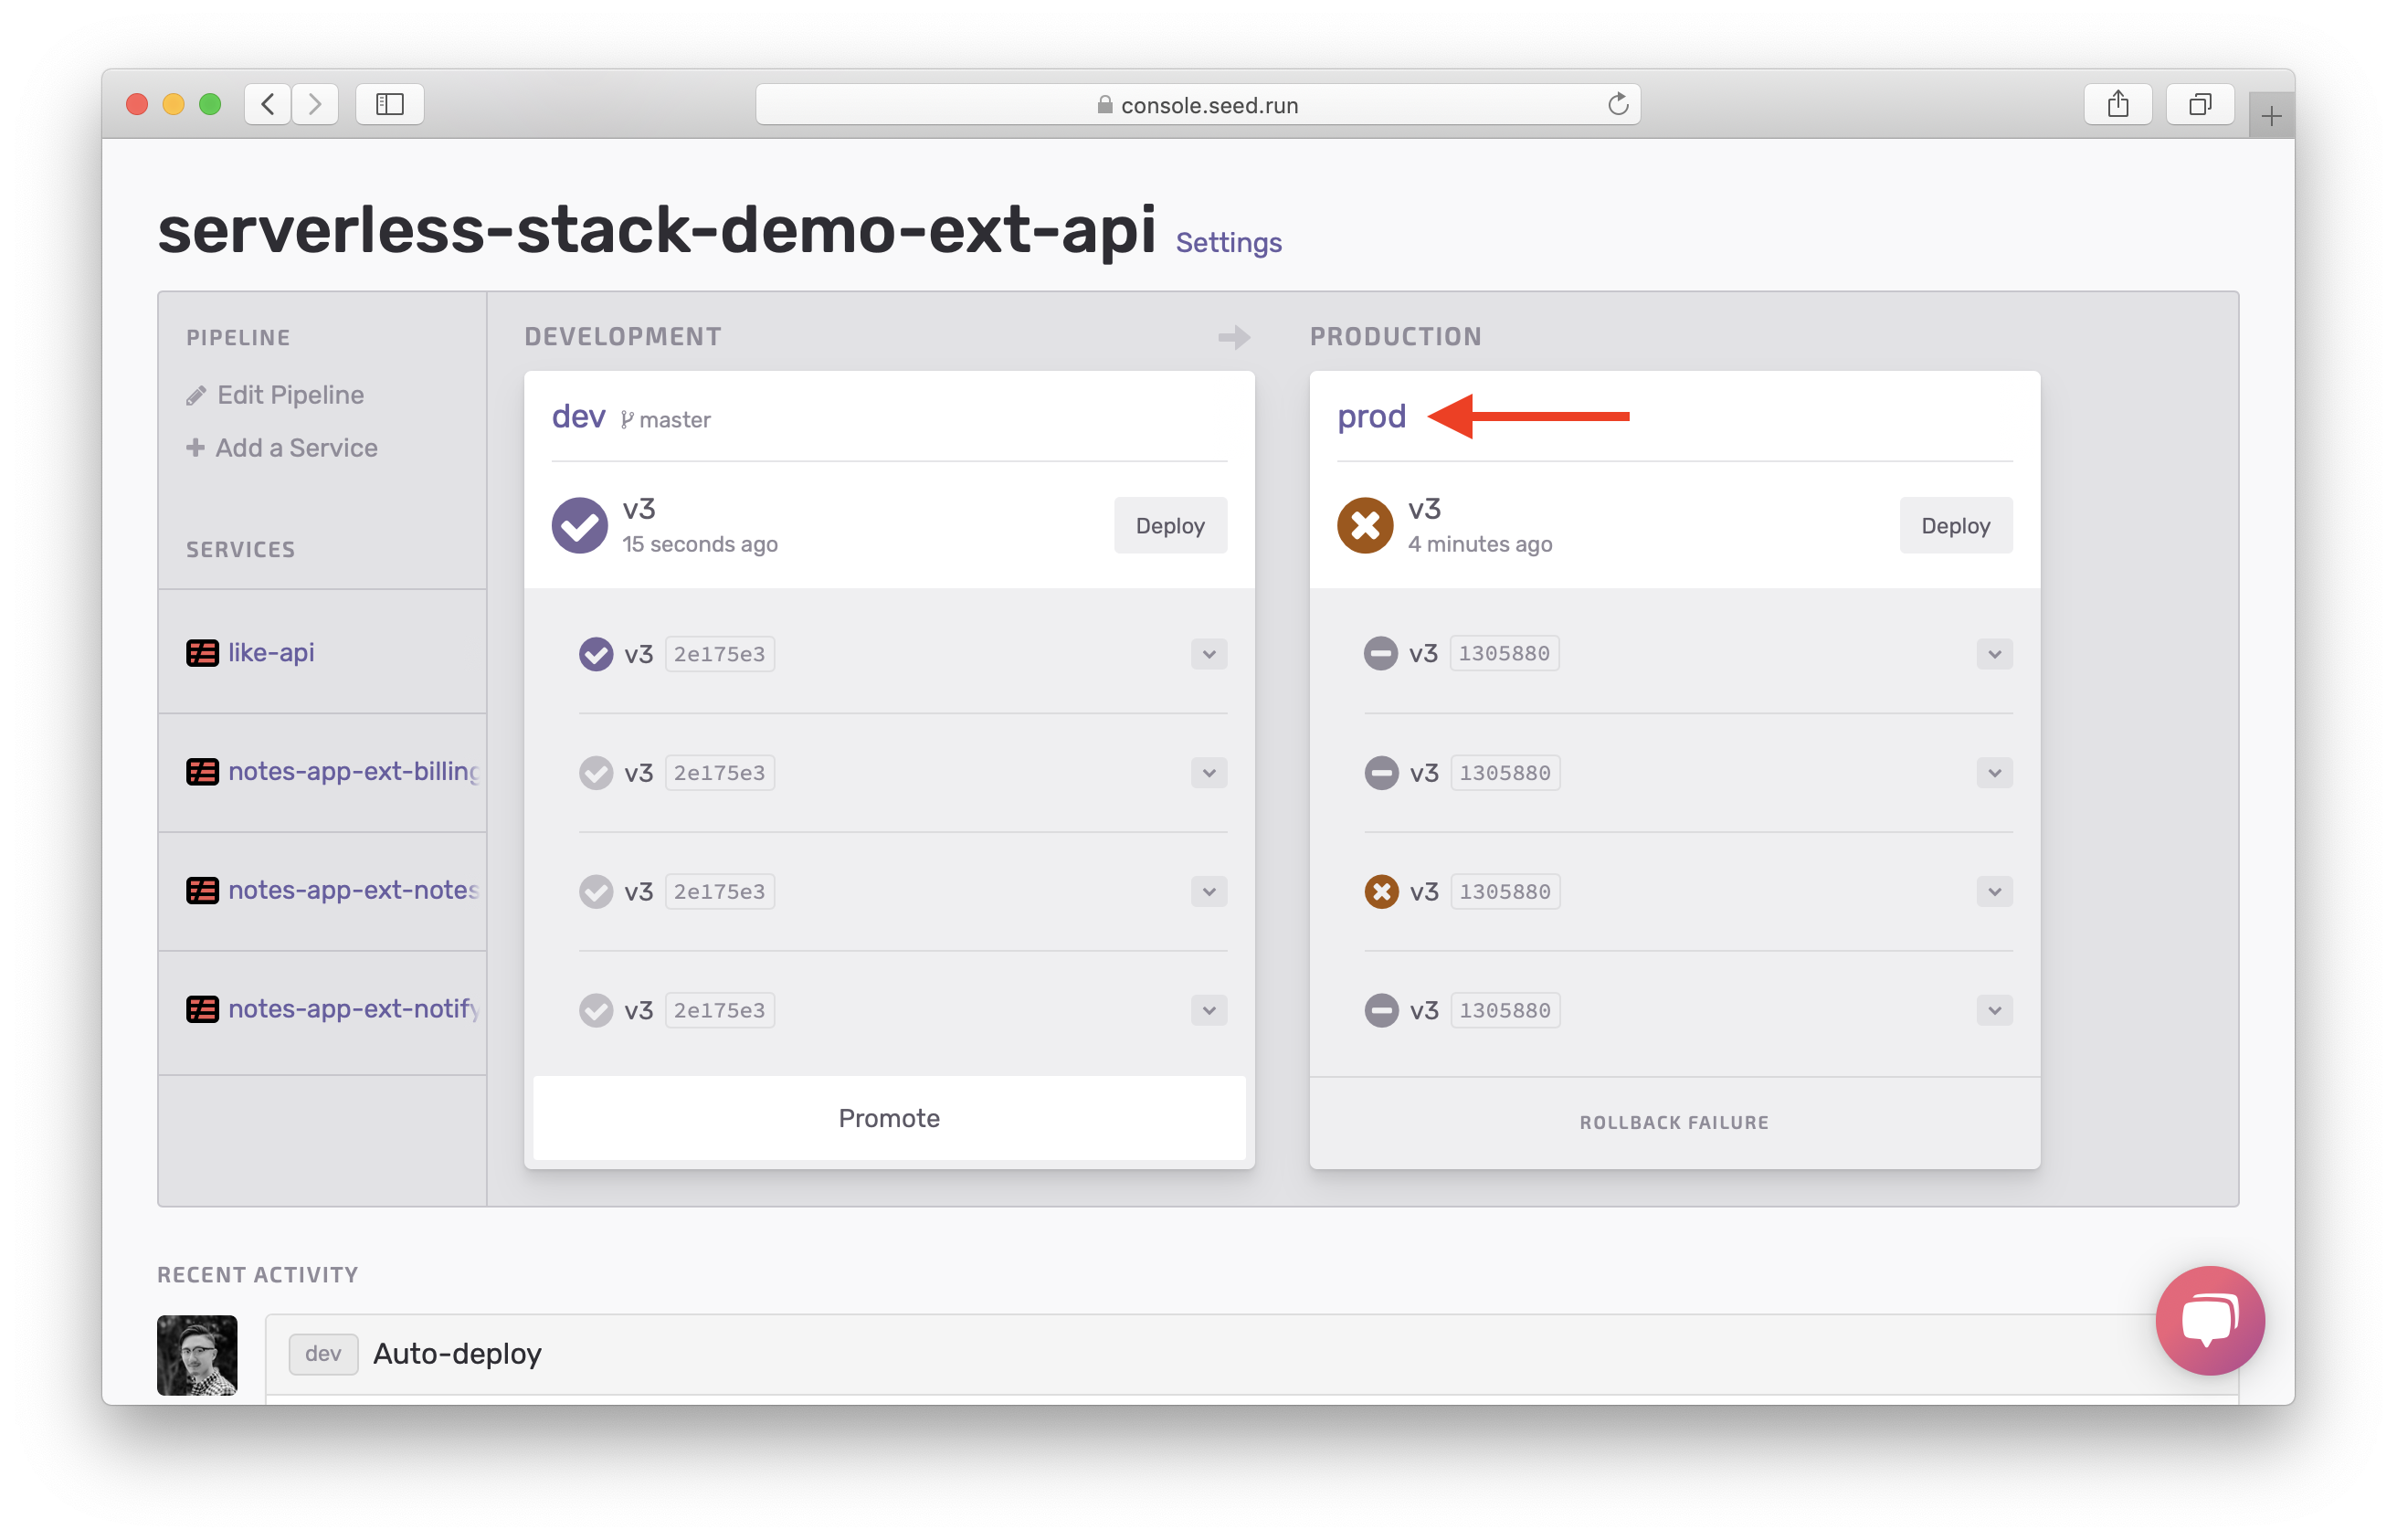 console.seed.run
serverless-stack-demo-ext-api Settings
PIPELINE
Edit Pipeline
Add a Service
SERVICES
like-api
notes-app-ext-billing
notes-app-ext-notes
notes-app-ext-notify
DEVELOPMENT
dev master
v3
15 seconds ago
Deploy
v3 2e175e3
v3 2e175e3
v3 2e175e3
v3 2e175e3
Promote
PRODUCTION
prod
v3
4 minutes ago
Deploy
v3 1305880
v3 1305880
v3 1305880
v3 1305880
ROLLBACK FAILURE
RECENT ACTIVITY
dev Auto-deploy